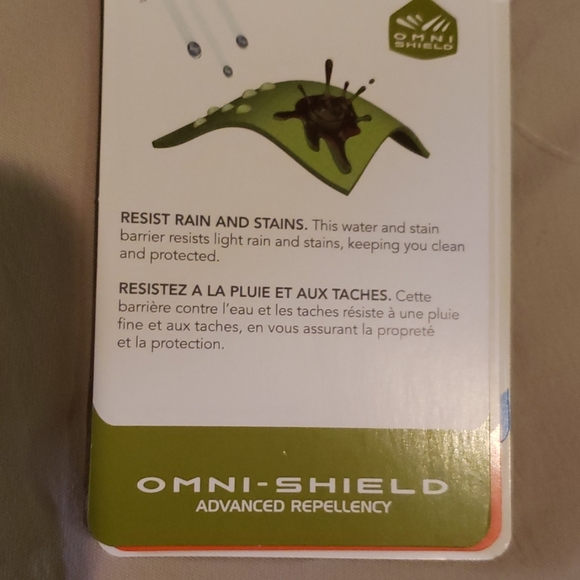 OMNI
SHIELD
RESIST RAIN AND STAINS. This water and stain
barrier resists light rain and stains, keeping you clean
and protected.
RESISTEZ A LA PLUIE ET AUX TACHES. Cette
barrière contre l'eau et les taches résiste à une pluie
fine et aux taches, en vous assurant la propreté
et la protection.
OMNI-SHIELD
ADVANCED REPELLENCY